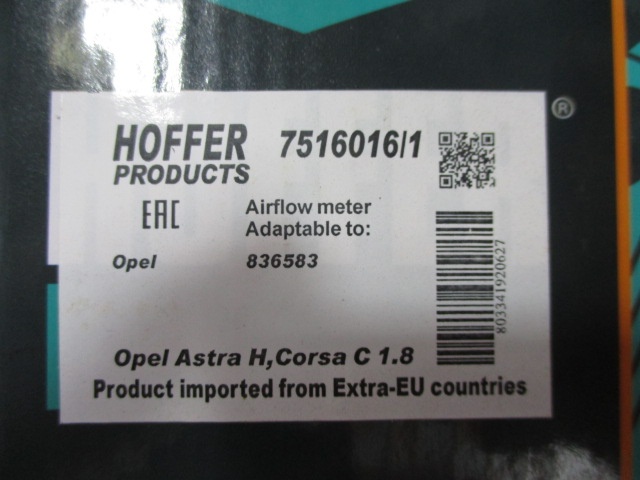 ®
HOFFER 7516016/1
PRODUCTS
EAC Airflow meter
Adaptable to:
Opel 836583
803341920627
Opel Astra H,Corsa C 1.8
Product imported from Extra-EU countries